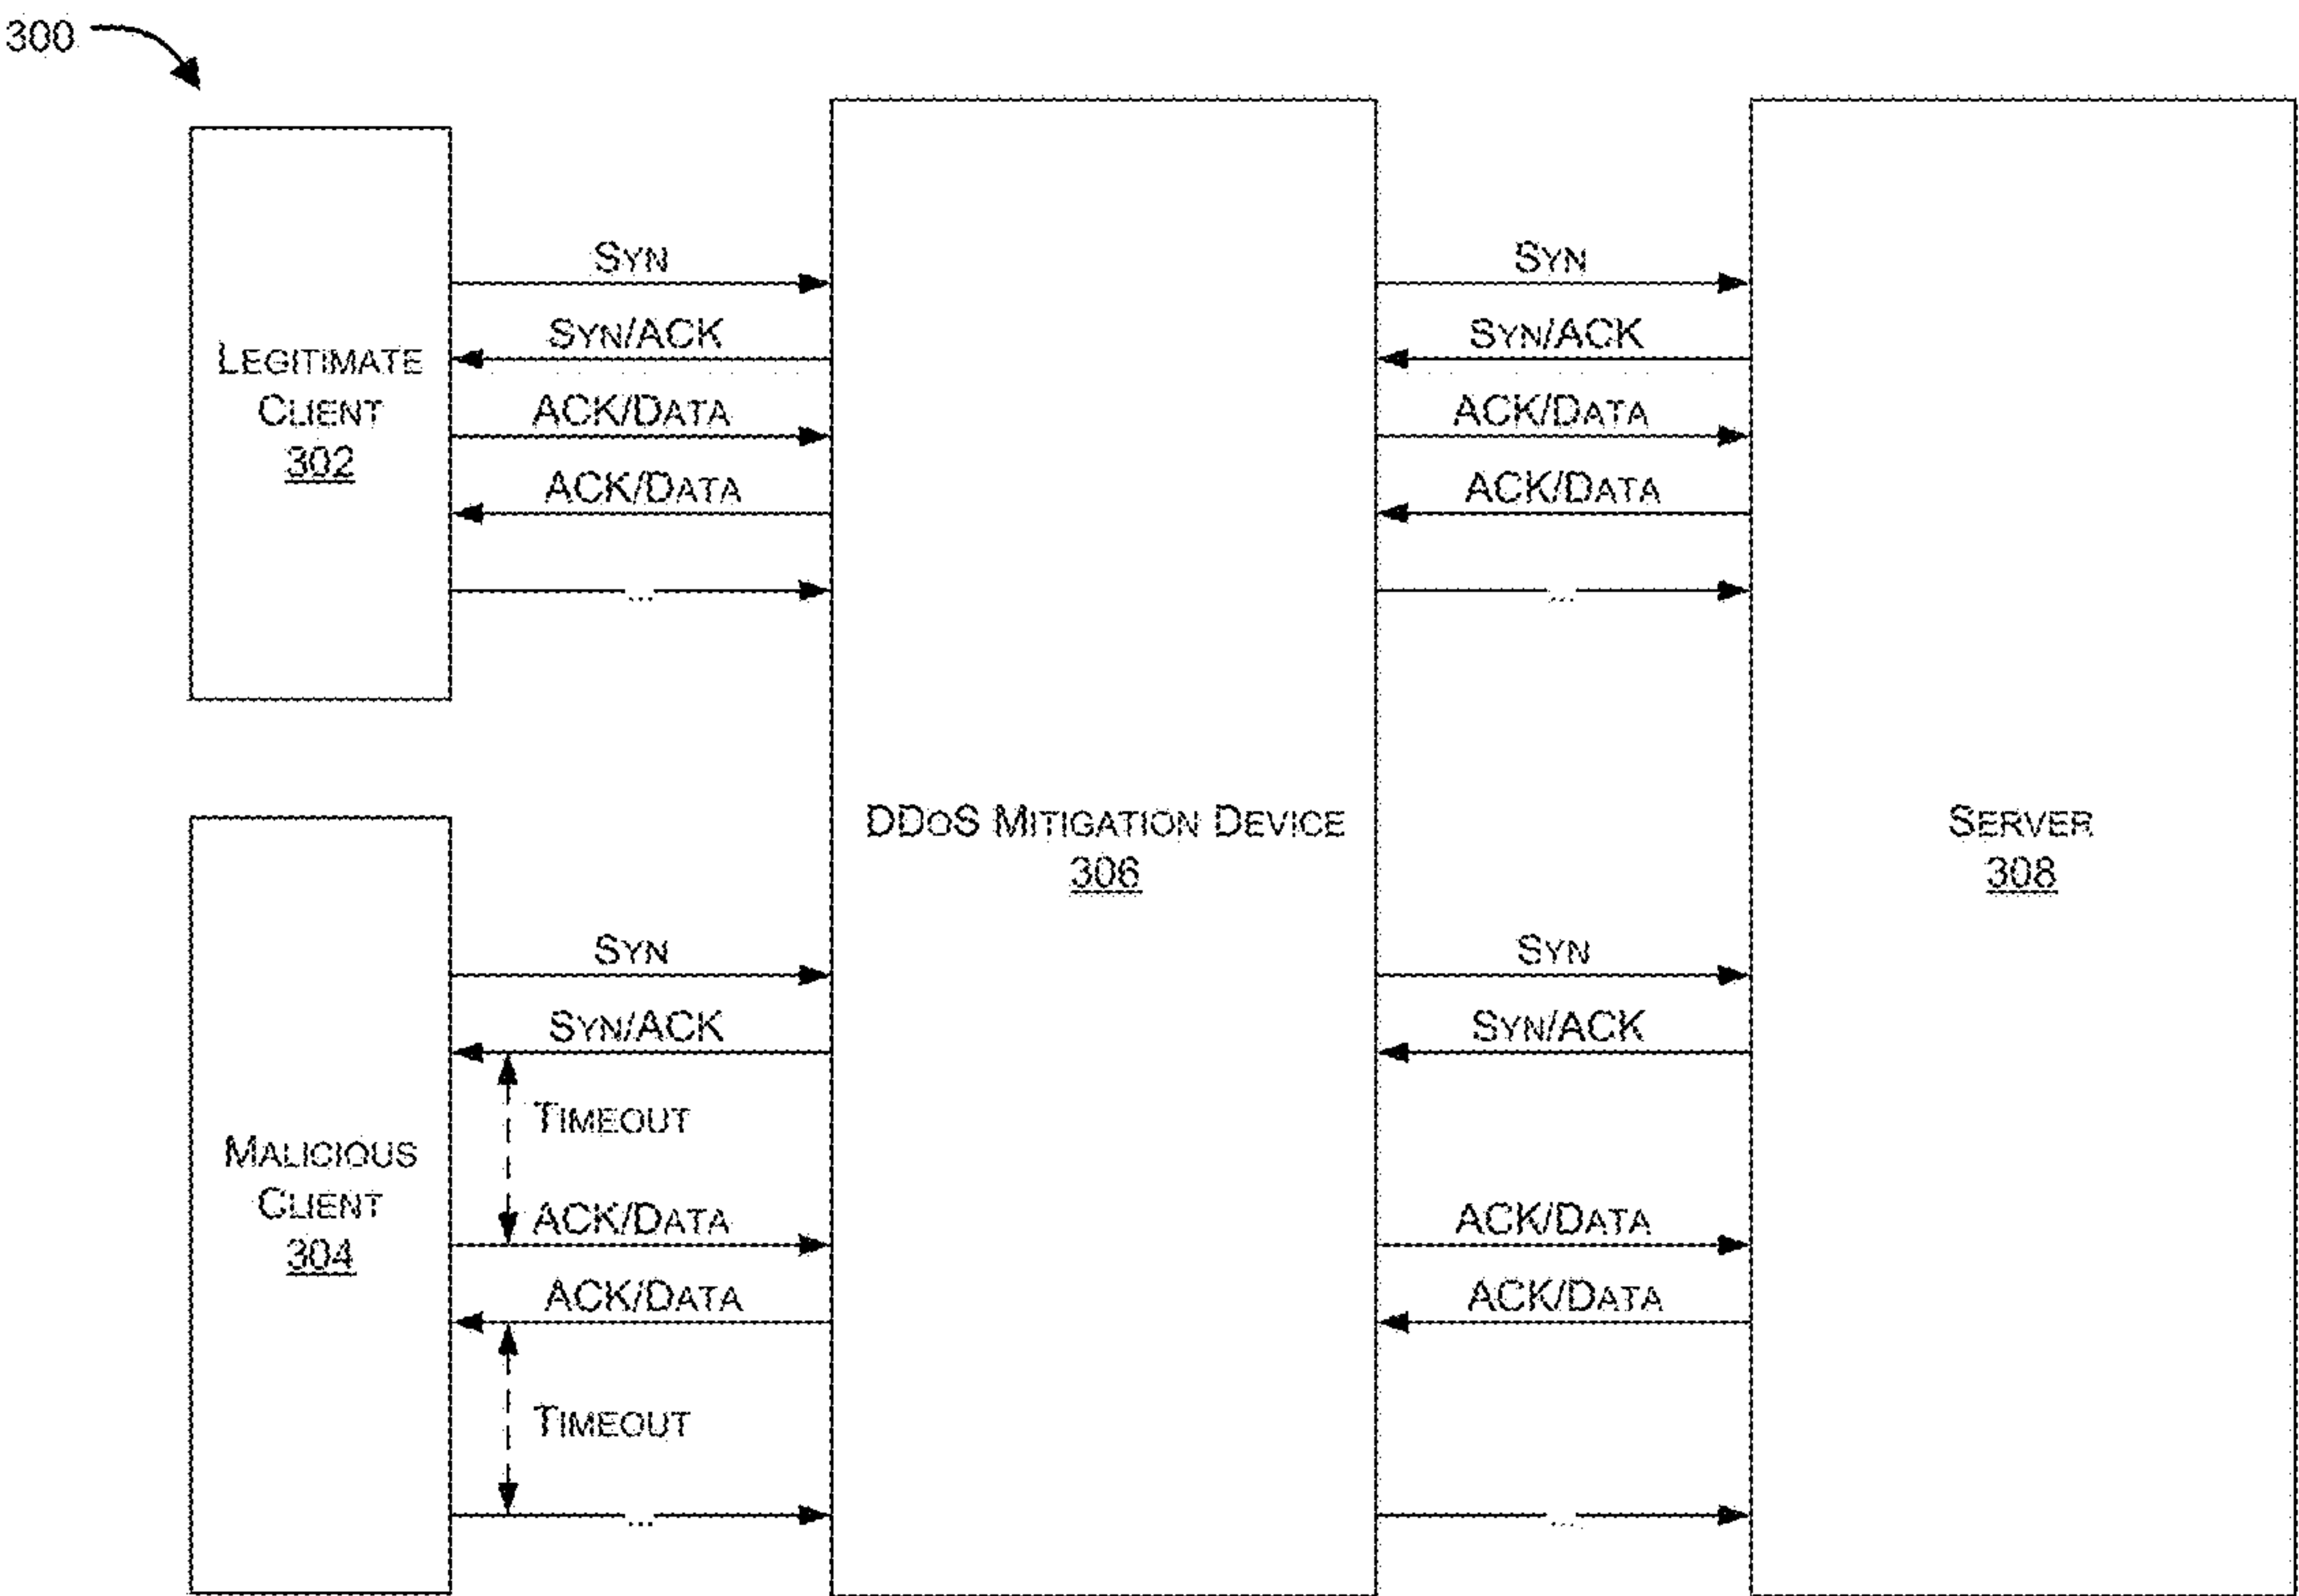 300
SYN SYN
SYN/ACK SYN/ACK
LEGITIMATE
CLIENT
302
ACK/DATA ACK/DATA
ACK/DATA ACK/DATA
... ...
DDOS MITIGATION DEVICE
306
SERVER
308
SYN SYN
SYN/ACK SYN/ACK
TIMEOUT
MALICIOUS
CLIENT
304
ACK/DATA ACK/DATA
ACK/DATA ACK/DATA
TIMEOUT
... ...